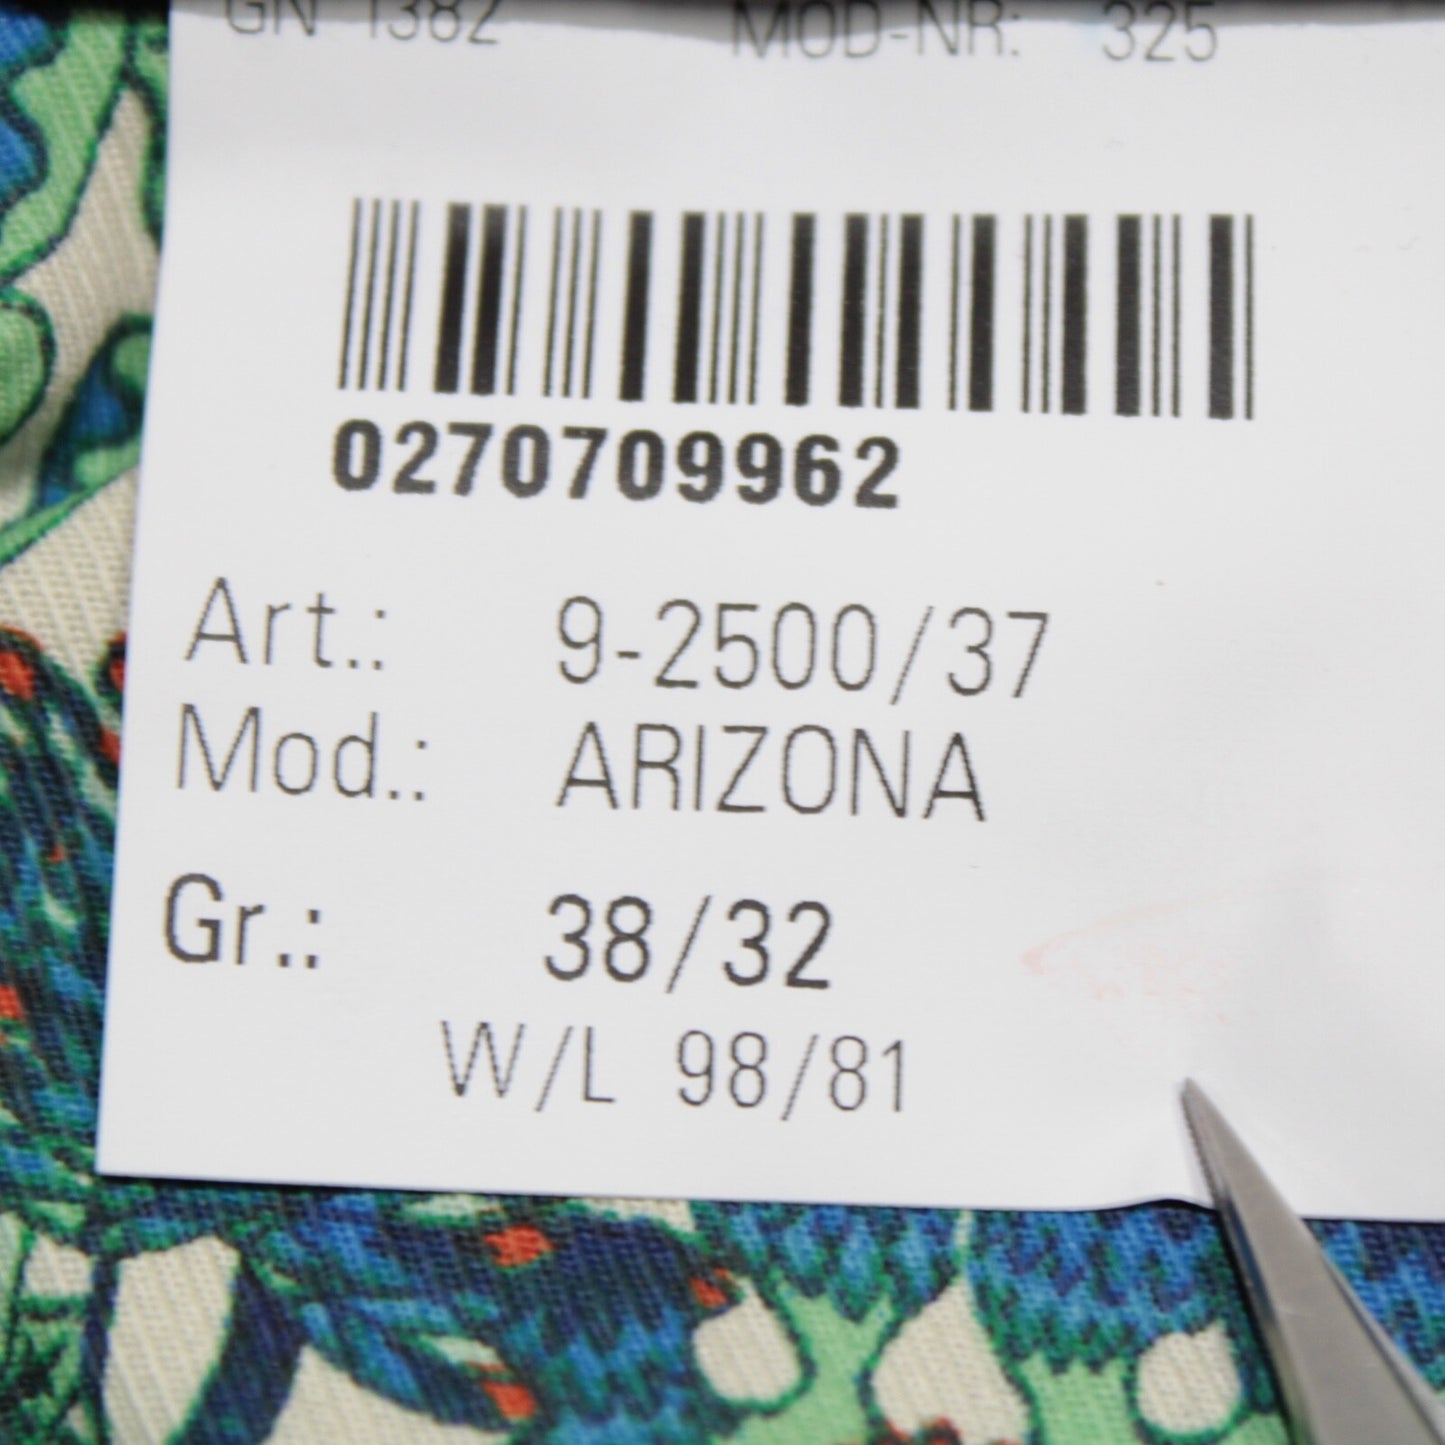 GN 1382 MOD-NR: 325
0270709962
Art.: 9-2500/37
Mod.: ARIZONA
Gr.: 38/32
W/L 98/81